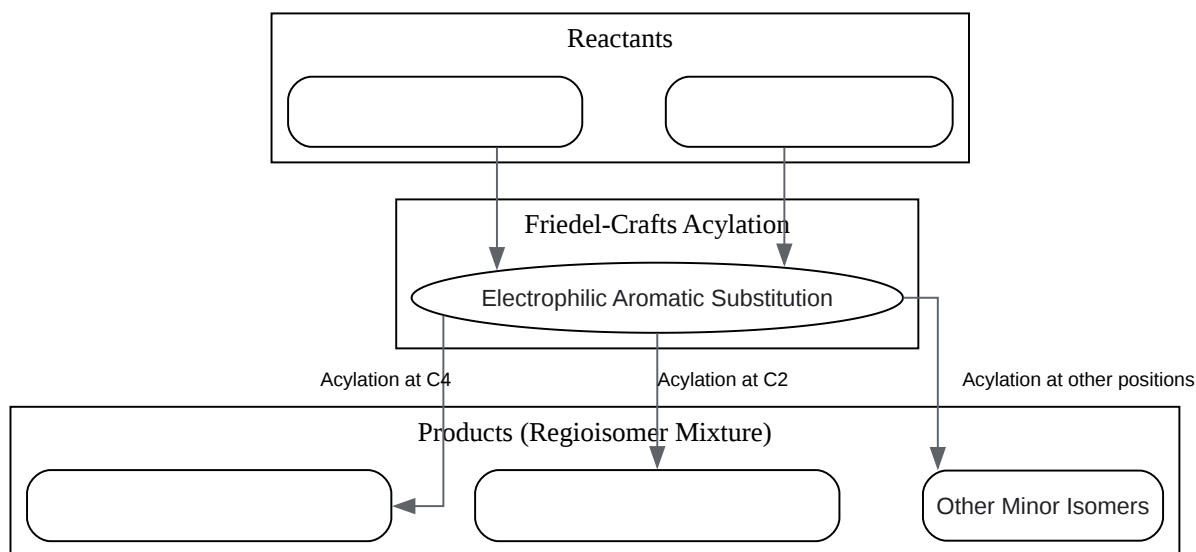 Reactants
Friedel-Crafts Acylation
Electrophilic Aromatic Substitution
Acylation at C4
Acylation at C2
Acylation at other positions
Products (Regioisomer Mixture)
Other Minor Isomers